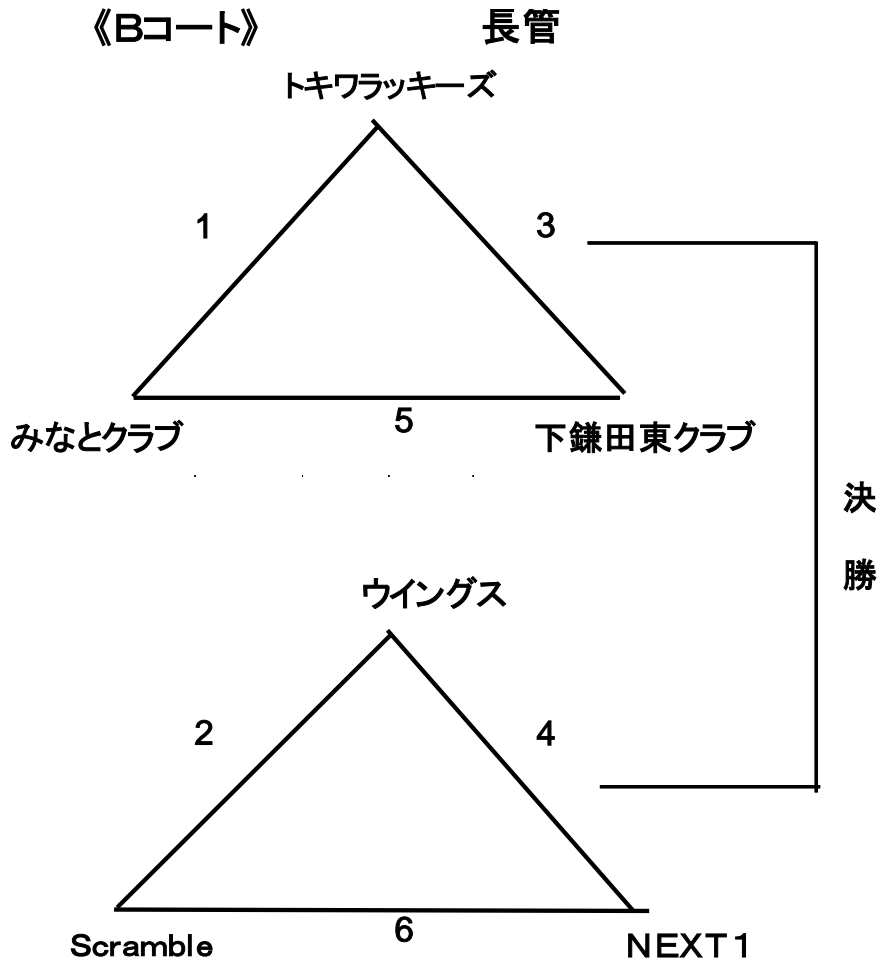 《Bコート》 長管
トキワラッキーズ
1 3
5
みなとクラブ 下鎌田東クラブ
決
勝
ウイングス
2 4
6
Scramble NEXT1